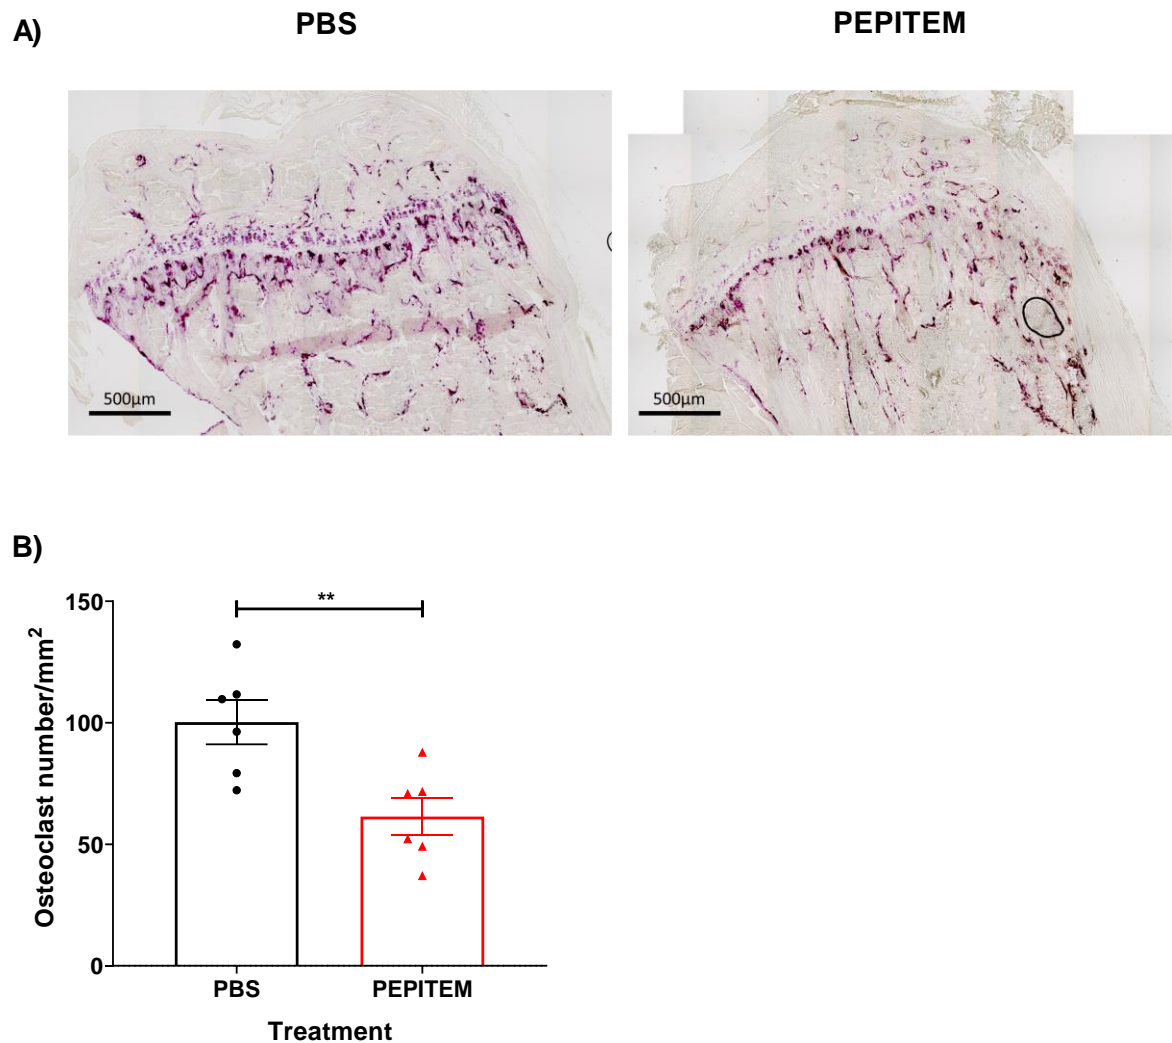 A)
PBS
PEPITEM
500µm
500µm
B)
Osteoclast number/mm²
150
100
50
0
**
PBS
PEPITEM
Treatment